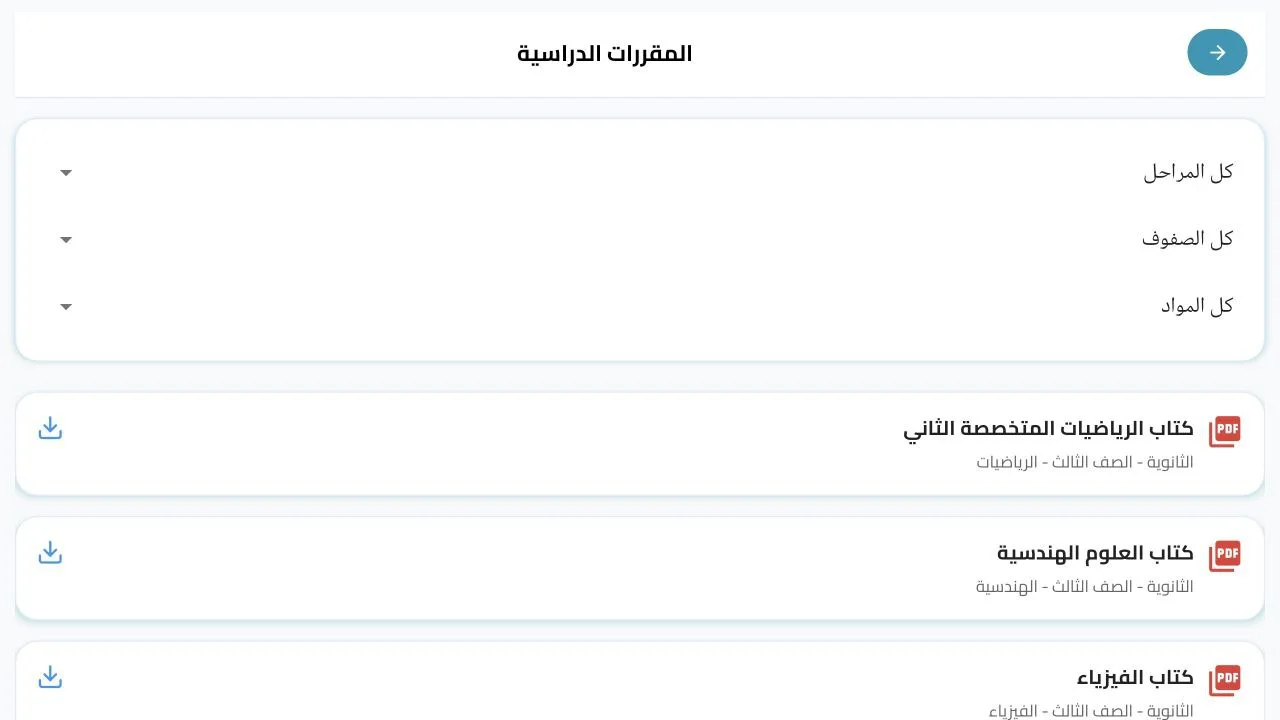 المقررات الدراسية
كل المراحل
كل الصفوف
كل المواد
كتاب الرياضيات المتخصصة الثاني
PDF
الثانوية - الصف الثالث - الرياضيات
كتاب العلوم الهندسية
PDF
الثانوية - الصف الثالث - الهندسية
كتاب الفيزياء
PDF
الثانوية - الصف الثالث - الفيزياء